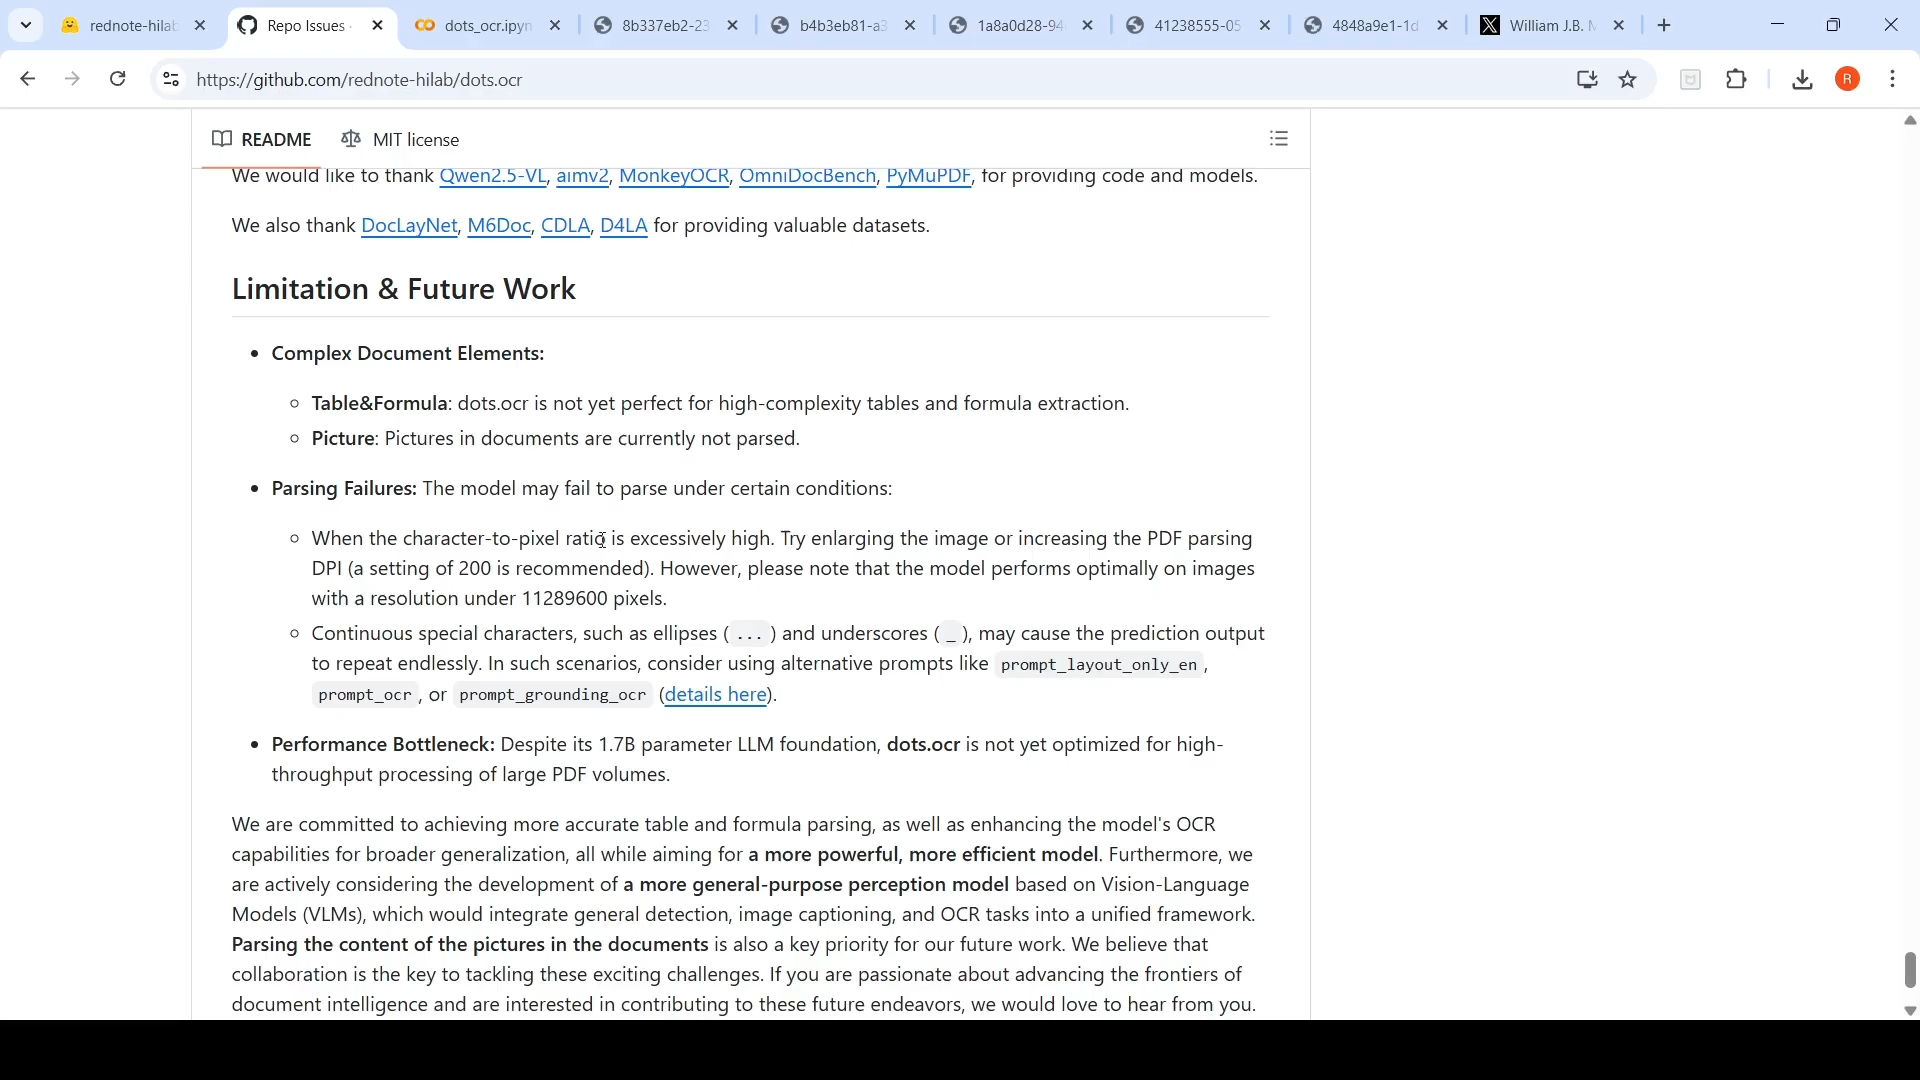 rednote-hilab
Repo Issues ·
dots_ocr.ipyn
8b337eb2-23
b4b3eb81-a3
1a8a0d28-94
41238555-05
4848a9e1-1d
William J.B. M
https://github.com/rednote-hilab/dots.ocr
R
README
MIT license
We would like to thank Qwen2.5-VL, aimv2, MonkeyOCR, OmniDocBench, PyMuPDF, for providing code and models.
We also thank DocLayNet, M6Doc, CDLA, D4LA for providing valuable datasets.
Limitation & Future Work
• Complex Document Elements:
◦ Table&Formula: dots.ocr is not yet perfect for high-complexity tables and formula extraction.
◦ Picture: Pictures in documents are currently not parsed.
• Parsing Failures: The model may fail to parse under certain conditions:
◦ When the character-to-pixel ratio is excessively high. Try enlarging the image or increasing the PDF parsing
DPI (a setting of 200 is recommended). However, please note that the model performs optimally on images
with a resolution under 11289600 pixels.
◦ Continuous special characters, such as ellipses ( ... ) and underscores ( _ ), may cause the prediction output
to repeat endlessly. In such scenarios, consider using alternative prompts like prompt_layout_only_en ,
prompt_ocr , or prompt_grounding_ocr (details here).
• Performance Bottleneck: Despite its 1.7B parameter LLM foundation, dots.ocr is not yet optimized for high-
throughput processing of large PDF volumes.
We are committed to achieving more accurate table and formula parsing, as well as enhancing the model's OCR
capabilities for broader generalization, all while aiming for a more powerful, more efficient model. Furthermore, we
are actively considering the development of a more general-purpose perception model based on Vision-Language
Models (VLMs), which would integrate general detection, image captioning, and OCR tasks into a unified framework.
Parsing the content of the pictures in the documents is also a key priority for our future work. We believe that
collaboration is the key to tackling these exciting challenges. If you are passionate about advancing the frontiers of
document intelligence and are interested in contributing to these future endeavors, we would love to hear from you.